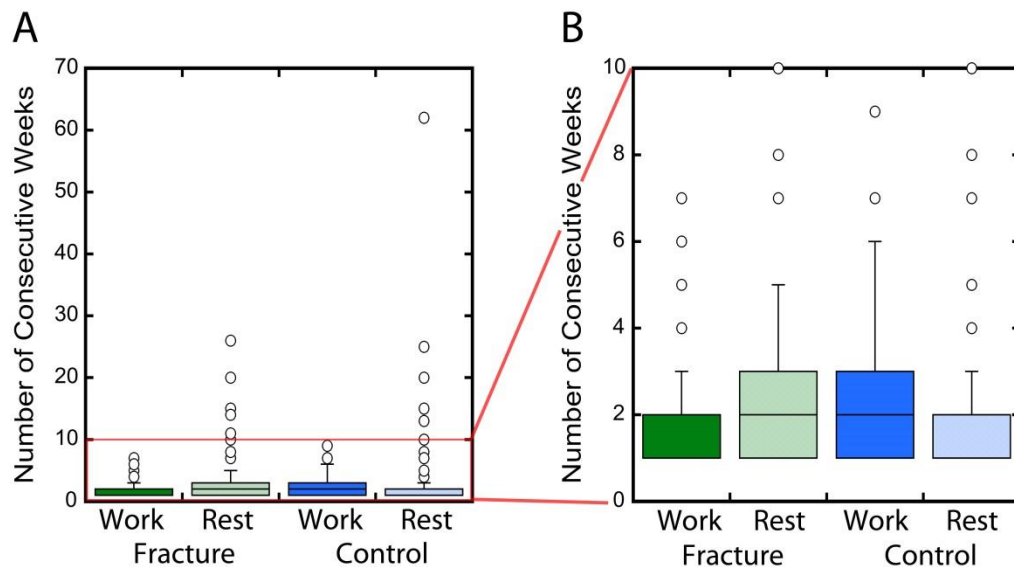 A
Number of Consecutive Weeks
70
60
50
40
30
20
10
0
Work Rest Work Rest
Fracture Control
B
Number of Consecutive Weeks
10
8
6
4
2
0
Work Rest Work Rest
Fracture Control